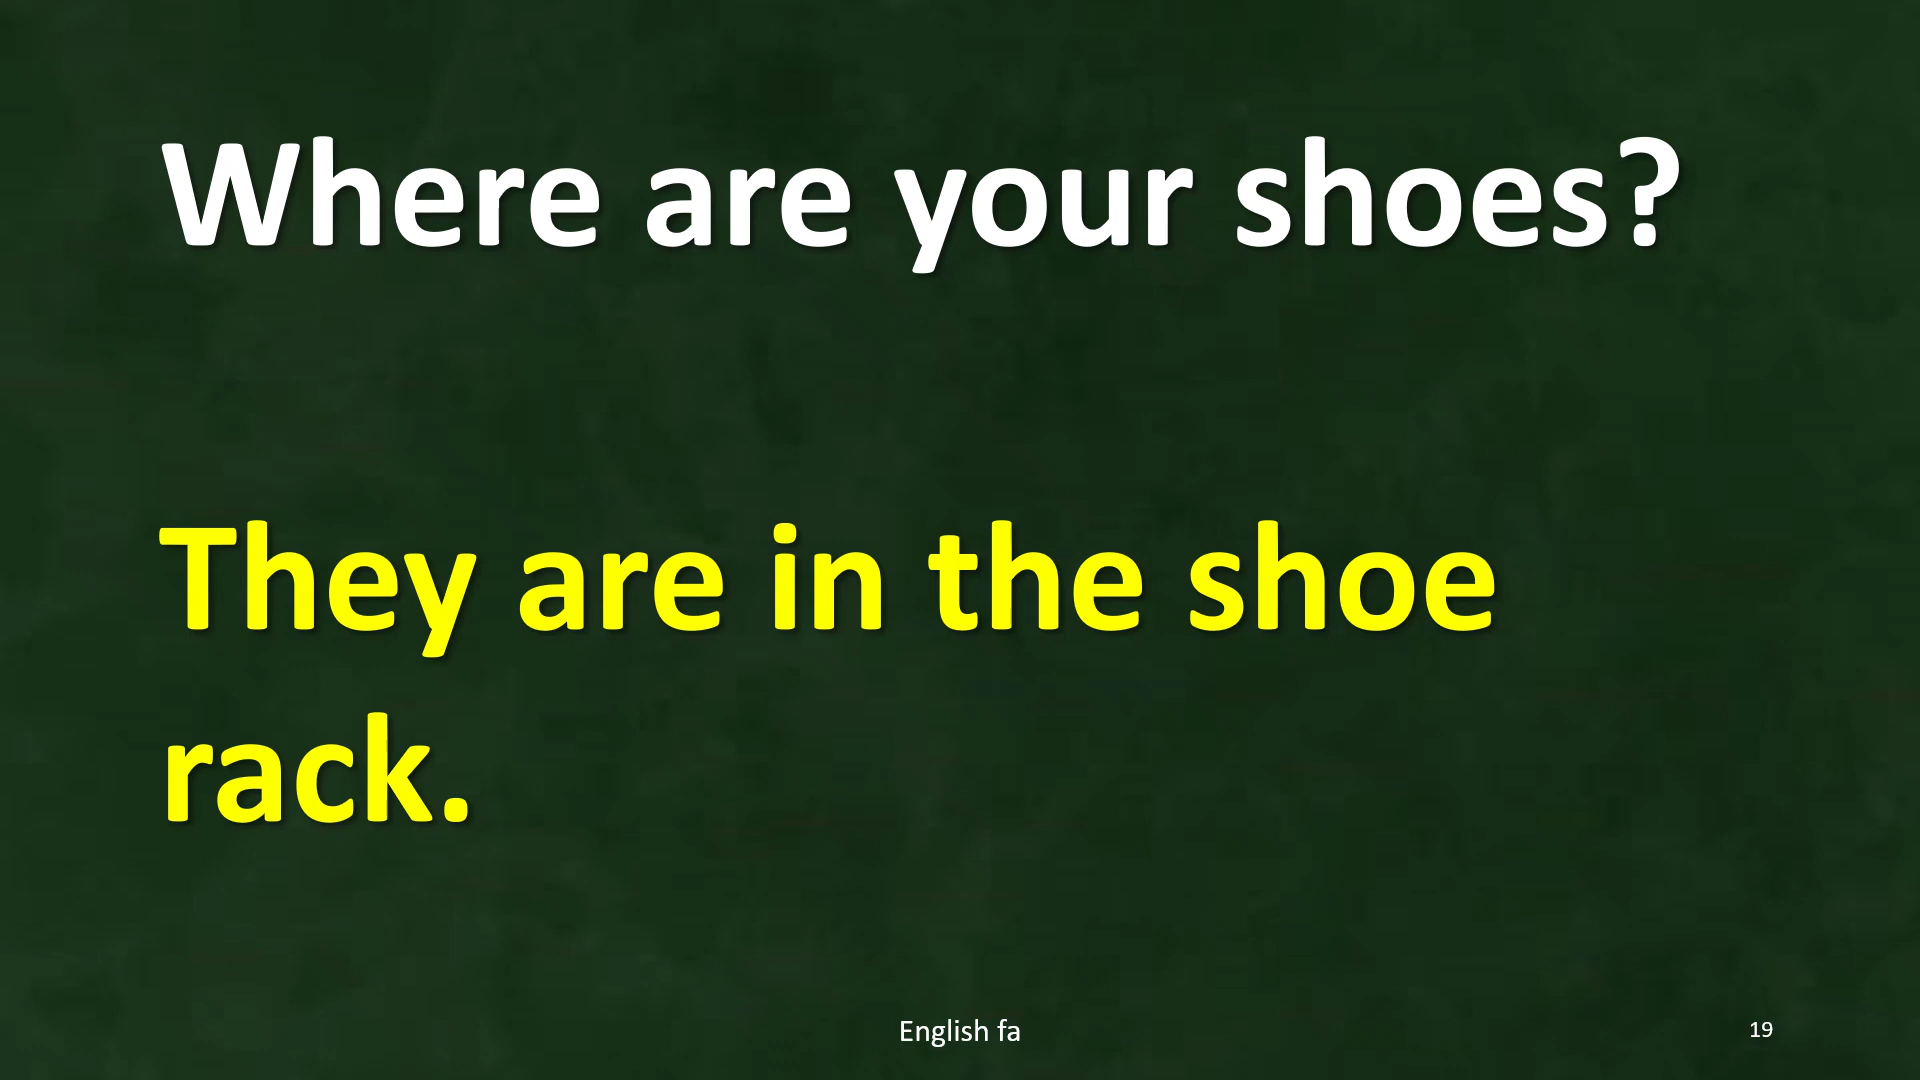 Where are your shoes?
They are in the shoe
rack.
English fa
19